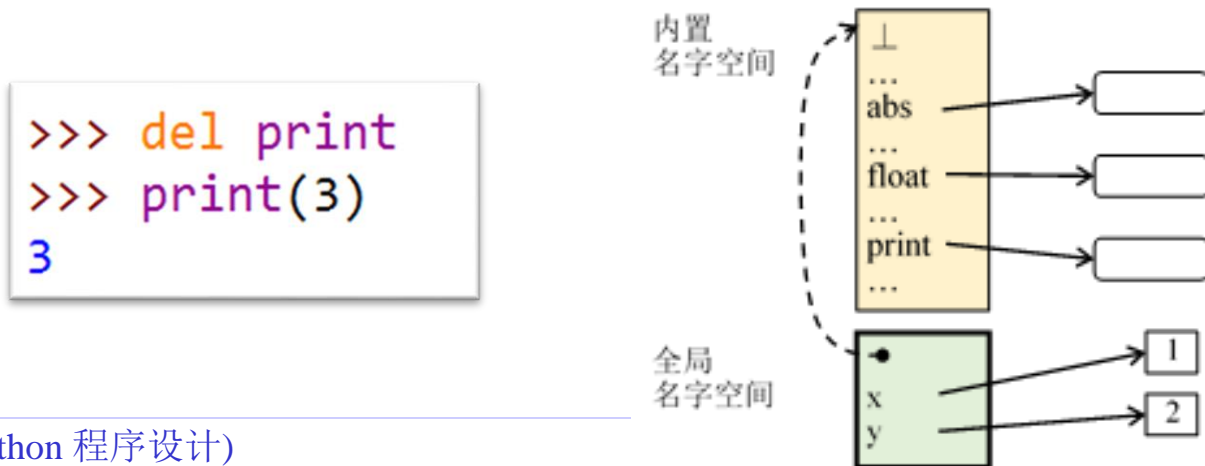 >>> del print
>>> print(3)
3
thon 程序设计)
内置
名字空间
⊥
...
abs
...
float
...
print
...
全局
名字空间
x
y
1
2